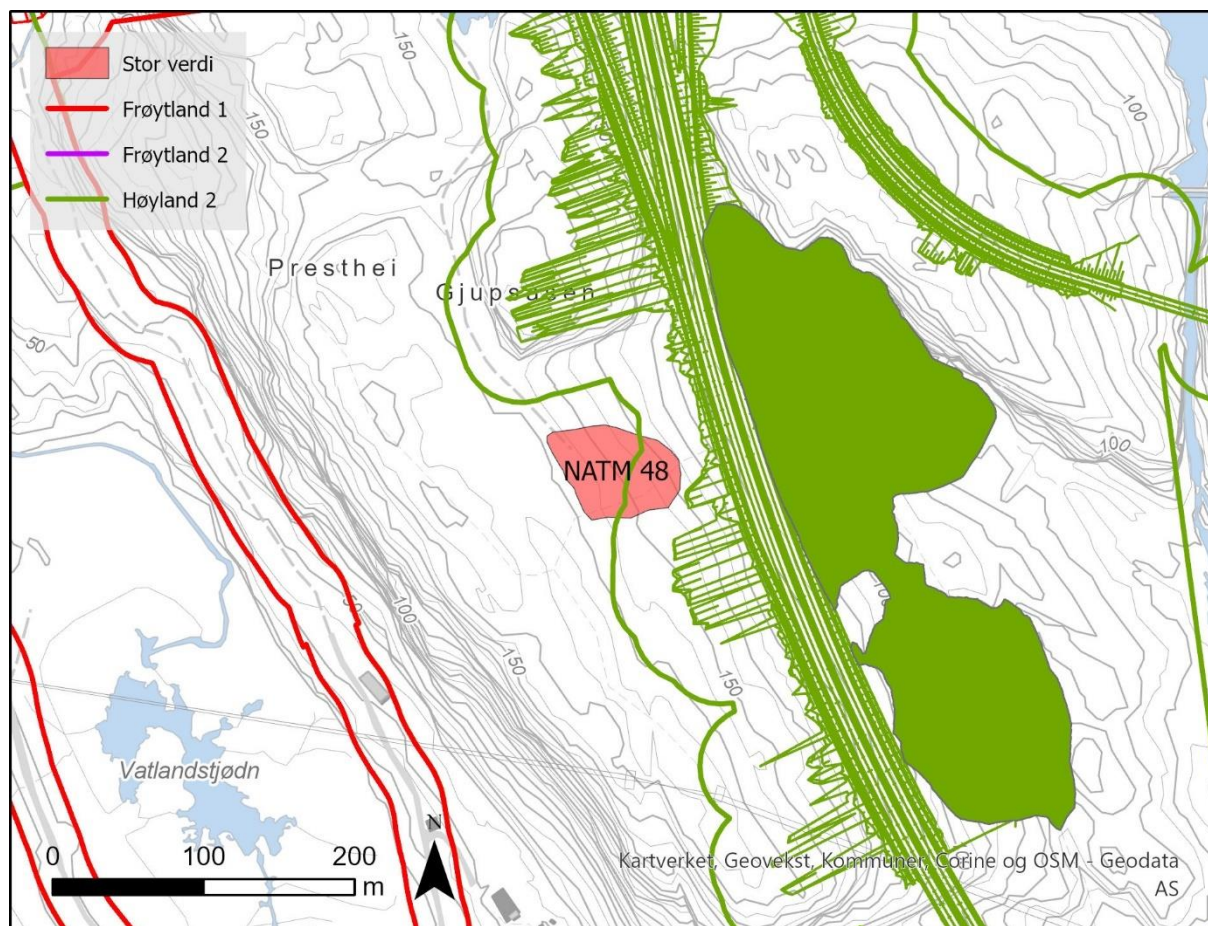 Stor verdi
Frøytland 1
Frøytland 2
Høyland 2
150
150
100
Presthei
Gjupsåsen
50
100
NATM 48
50
100
150
100
150
Vatlandstjødn
N
0 100 200
m
Kartverket, Geovekst, Kommuner, Corine og OSM - Geodata
AS